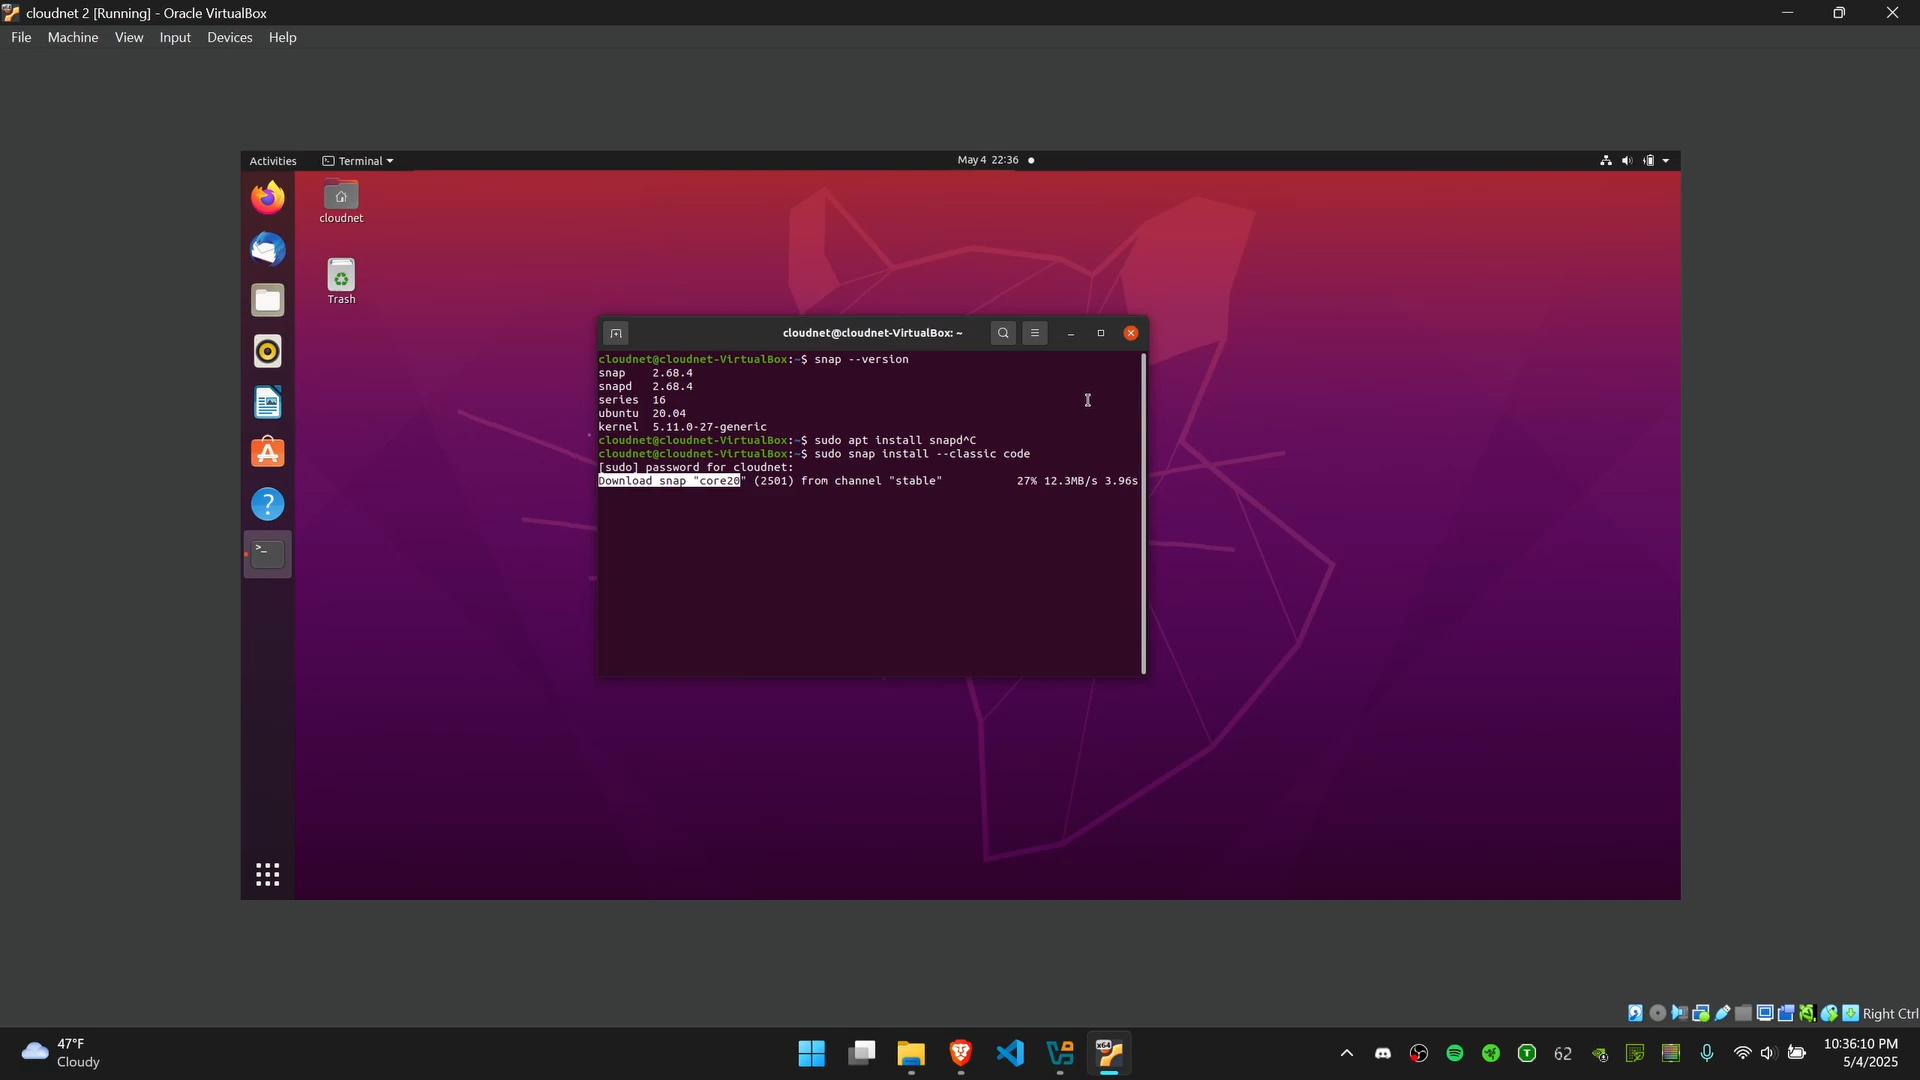 cloudnet 2 [Running] - Oracle VirtualBox
File Machine View Input Devices Help
Activities Terminal May 4 22:36
cloudnet
Trash
cloudnet@cloudnet-VirtualBox: ~
cloudnet@cloudnet-VirtualBox:~$ snap --version
snap 2.68.4
snapd 2.68.4
series 16
ubuntu 20.04
kernel 5.11.0-27-generic
cloudnet@cloudnet-VirtualBox:~$ sudo apt install snapd^C
cloudnet@cloudnet-VirtualBox:~$ sudo snap install --classic code
[sudo] password for cloudnet:
Download snap "core20" (2501) from channel "stable" 27% 12.3MB/s 3.96s
Right Ctrl
47°F
Cloudy
x64
62
10:36:10 PM
5/4/2025